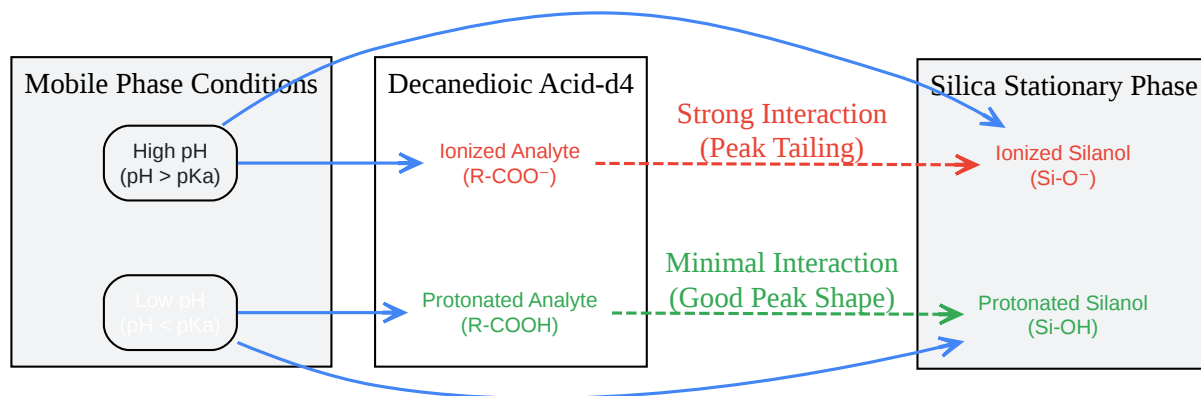 Mobile Phase Conditions
Decanedioic Acid-d4
Silica Stationary Phase
High pH
(pH > pKa)
Ionized Analyte
(R-COO⁻)
Strong Interaction
(Peak Tailing)
Ionized Silanol
(Si-O⁻)
Low pH
(pH < pKa)
Protonated Analyte
(R-COOH)
Minimal Interaction
(Good Peak Shape)
Protonated Silanol
(Si-OH)